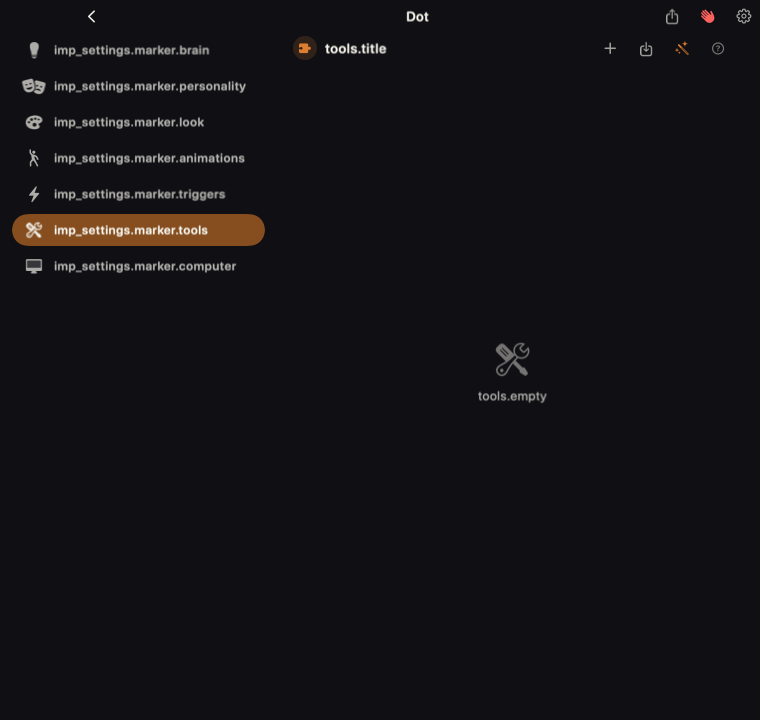 Dot
imp_settings.marker.brain
imp_settings.marker.personality
imp_settings.marker.look
imp_settings.marker.animations
imp_settings.marker.triggers
imp_settings.marker.tools
imp_settings.marker.computer
tools.title
tools.empty